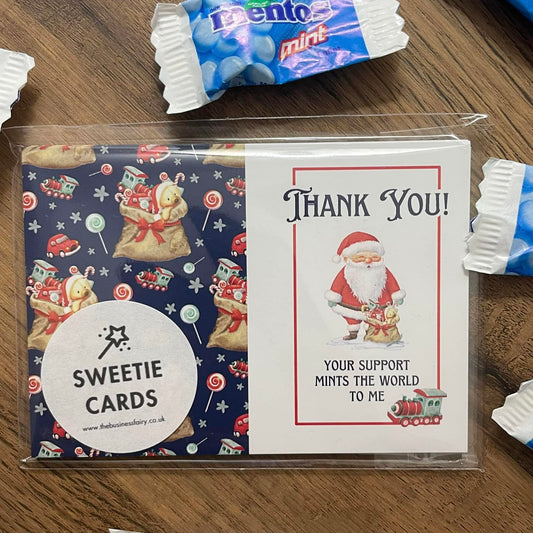 mentos
mint
THANK YOU!
YOUR SUPPORT
MINTS THE WORLD
TO ME
SWEETIE
CARDS
www.thebusinessfairy.co.uk